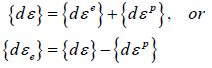 {dε} = {dε^e} + {dε^p}, or
{dε_e} = {dε} − {dε^p}